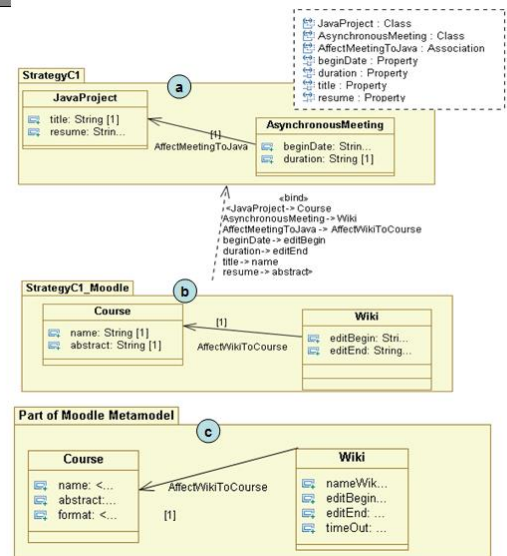 JavaProject : Class
AsynchronousMeeting : Class
AffectMeetingToJava : Association
beginDate : Property
duration : Property
title : Property
resume : Property
StrategyC1
a
JavaProject
title: String [1]
resume: Strin...
[1]
AffectMeetingToJava
AsynchronousMeeting
beginDate: Strin...
duration: String [1]
«bind»
<JavaProject-> Course
AsynchronousMeeting-> Wiki
AffectMeetingToJava -> AffectWikiToCourse
beginDate-> editBegin
duration-> editEnd
title-> name
resume-> abstract>
StrategyC1_Moodle
b
Course
name: String [1]
abstract: String [1]
[1]
AffectWikiToCourse
Wiki
editBegin: Stri...
editEnd: String...
Part of Moodle Metamodel
c
Course
name: <...
abstract:...
format: <...
AffectWikiToCourse
[1]
Wiki
nameWik...
editBegin...
editEnd: ...
timeOut: ...